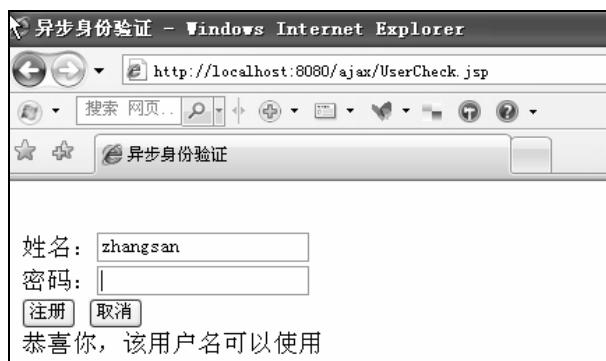 异步身份验证 - Windows Internet Explorer
http://localhost:8080/ajax/UserCheck.jsp
搜索 网页..
异步身份验证
姓名：zhangsan
密码：
注册 取消
恭喜你，该用户名可以使用